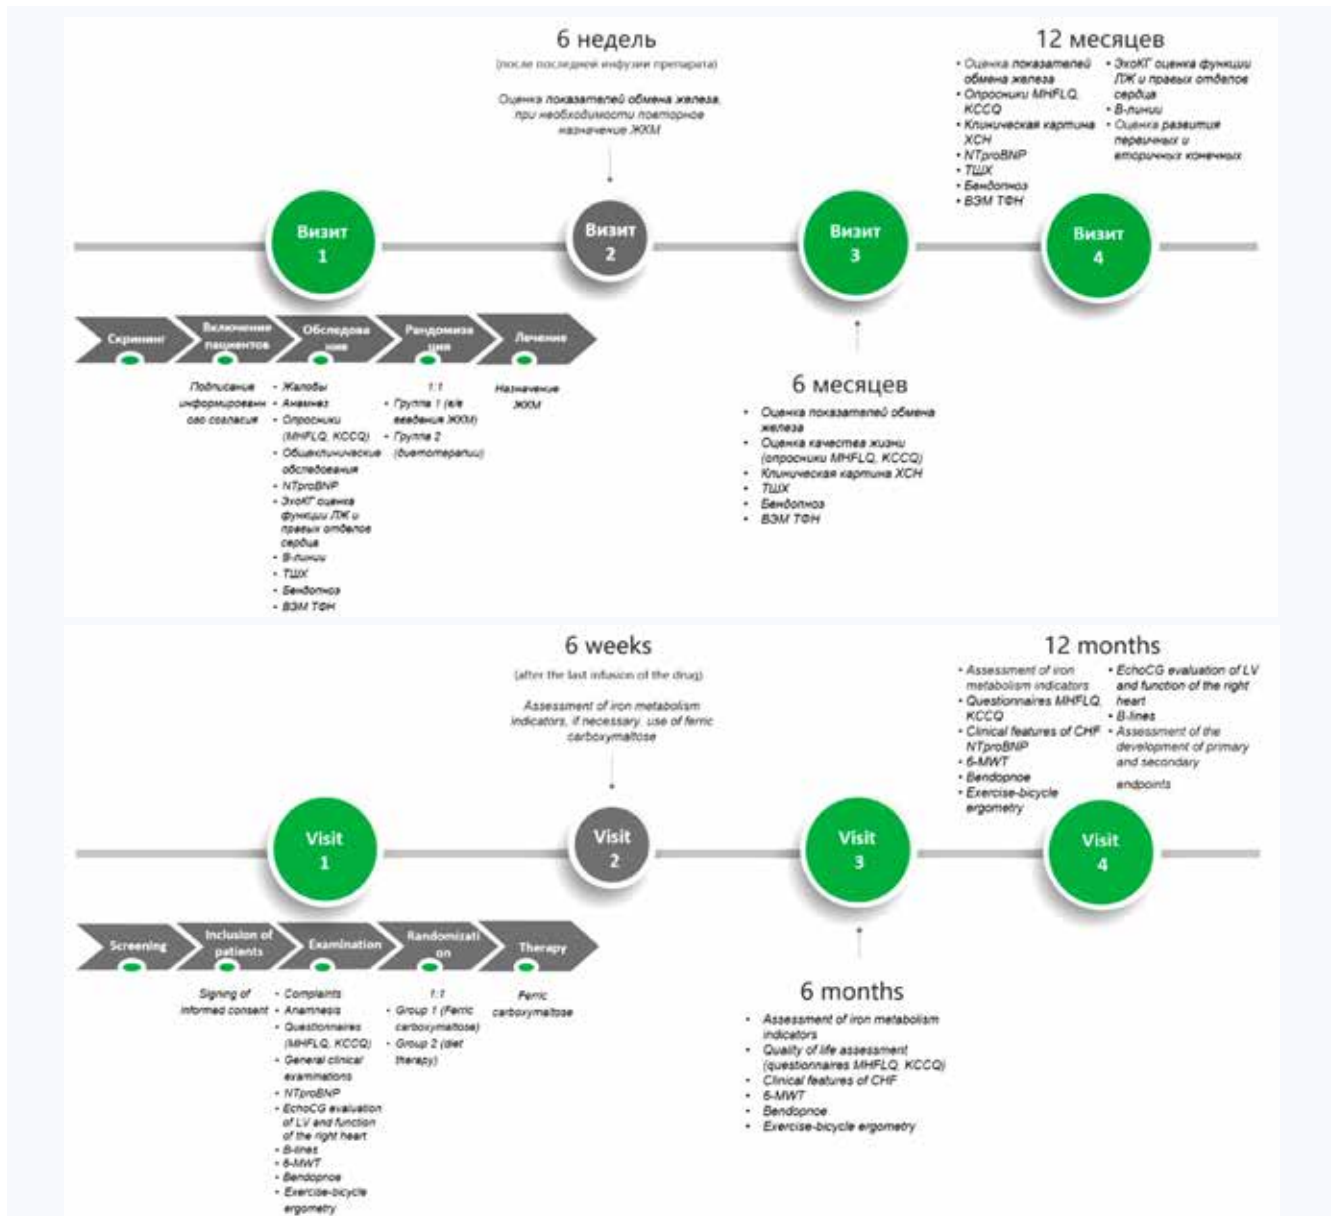 6 недель
(после последней инфузии препарата)
Оценка показателей обмена железа,
при необходимости повторное
назначение ЖКМ
12 месяцев
• Оценка показателей
обмена железа
• Опросники MHFLQ,
KCCQ
• Клиническая картина
ХСН
• NTproBNP
• ТШХ
• Бендопноэ
• ВЭМ ТФН
• ЭхоКГ оценка функции
ЛЖ и правых отделов
сердца
• В-линии
• Оценка развития
первичных и
вторичных конечных
Визит
1
Визит
2
Визит
3
Визит
4
Скрининг
Включение
пациентов
Обследова
ние
Рандомиза
ция
Лечение
Подписание
информированн
ого согласия
• Жалобы
• Анамнез
• Опросники
(MHFLQ, KCCQ)
• Общеклинические
обследования
• NTproBNP
• ЭхоКГ оценка
функции ЛЖ и
правых отделов
сердца
• В-линии
• ТШХ
• Бендопноэ
• ВЭМ ТФН
1:1
• Группа 1 (в/в
введения ЖКМ)
• Группа 2
(диетотерапии)
Назначение
ЖКМ
6 месяцев
• Оценка показателей обмена
железа
• Оценка качества жизни
(опросники MHFLQ, KCCQ)
• Клиническая картина ХСН
• ТШХ
• Бендопноэ
• ВЭМ ТФН
6 weeks
(after the last infusion of the drug)
Assessment of iron metabolism
indicators, if necessary, use of ferric
carboxymaltose
12 months
• Assessment of iron
metabolism indicators
• Questionnaires MHFLQ,
KCCQ
• Clinical features of CHF
NTproBNP
• 6-MWT
• Bendopnoe
• Exercise-bicycle
ergometry
• EchoCG evaluation of LV
and function of the right
heart
• B-lines
• Assessment of the
development of primary
and secondary
endpoints
Visit
1
Visit
2
Visit
3
Visit
4
Screening
Inclusion of
patients
Examination
Randomizati
on
Therapy
Signing of
informed consent
• Complaints
• Anamnesis
• Questionnaires
(MHFLQ, KCCQ)
• General clinical
examinations
• NTproBNP
• EchoCG evaluation
of LV and function
of the right heart
• B-lines
• 6-MWT
• Bendopnoe
• Exercise-bicycle
ergometry
1:1
• Group 1 (Ferric
carboxymaltose)
• Group 2 (diet
therapy)
Ferric
carboxymaltose
6 months
• Assessment of iron metabolism
indicators
• Quality of life assessment
(questionnaires MHFLQ, KCCQ)
• Clinical features of CHF
• 6-MWT
• Bendopnoe
• Exercise-bicycle ergometry